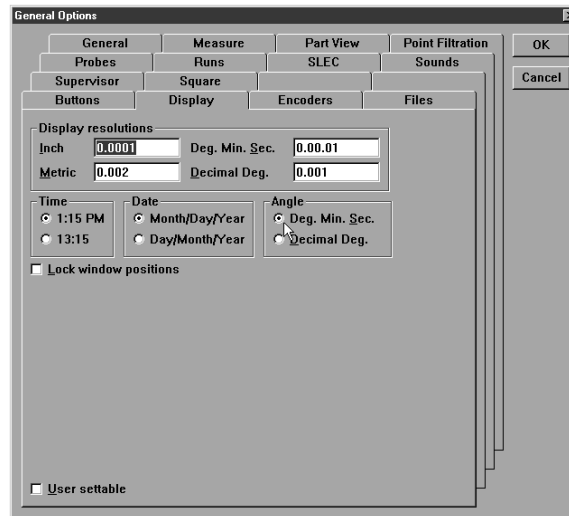 General Options
General Measure Part View Point Filtration
Probes Runs SLEC Sounds
Supervisor Square
Buttons Display Encoders Files
OK
Cancel
Display resolutions
Inch 0.0001 Deg. Min. Sec. 0.00.01
Metric 0.002 Decimal Deg. 0.001
Time Date Angle
1:15 PM Month/Day/Year Deg. Min. Sec.
13:15 Day/Month/Year Decimal Deg.
Lock window positions
User settable